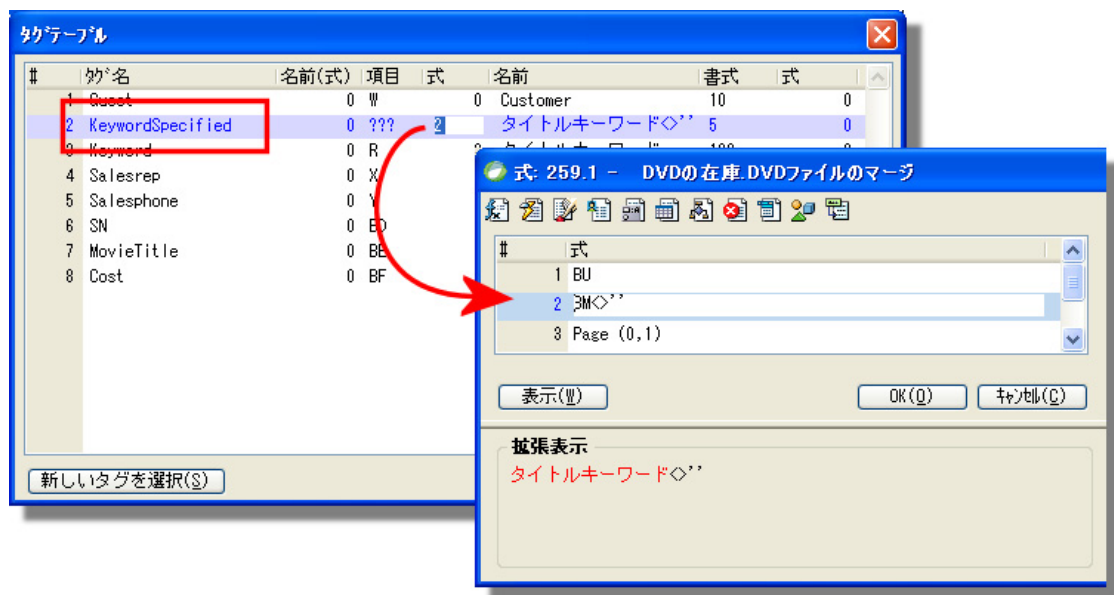 タグテーブル
# タグ名 名前(式) 項目 式 名前 書式 式
1 Guest 0 W 0 Customer 10 0
2 KeywordSpecified 0 ??? 2 タイトルキーワード<>'' 5 0
3 Keyword 0 R
4 Salesrep 0 X
5 Salesphone 0 Y
6 SN 0 BD
7 MovieTitle 0 BE
8 Cost 0 BF
新しいタグを選択(S)
式: 259.1 - DVDの在庫.DVDファイルのマージ
# 式
1 BU
2 BM<>''
3 Page (0,1)
表示(W) OK(O) キャンセル(C)
拡張表示
タイトルキーワード<>''